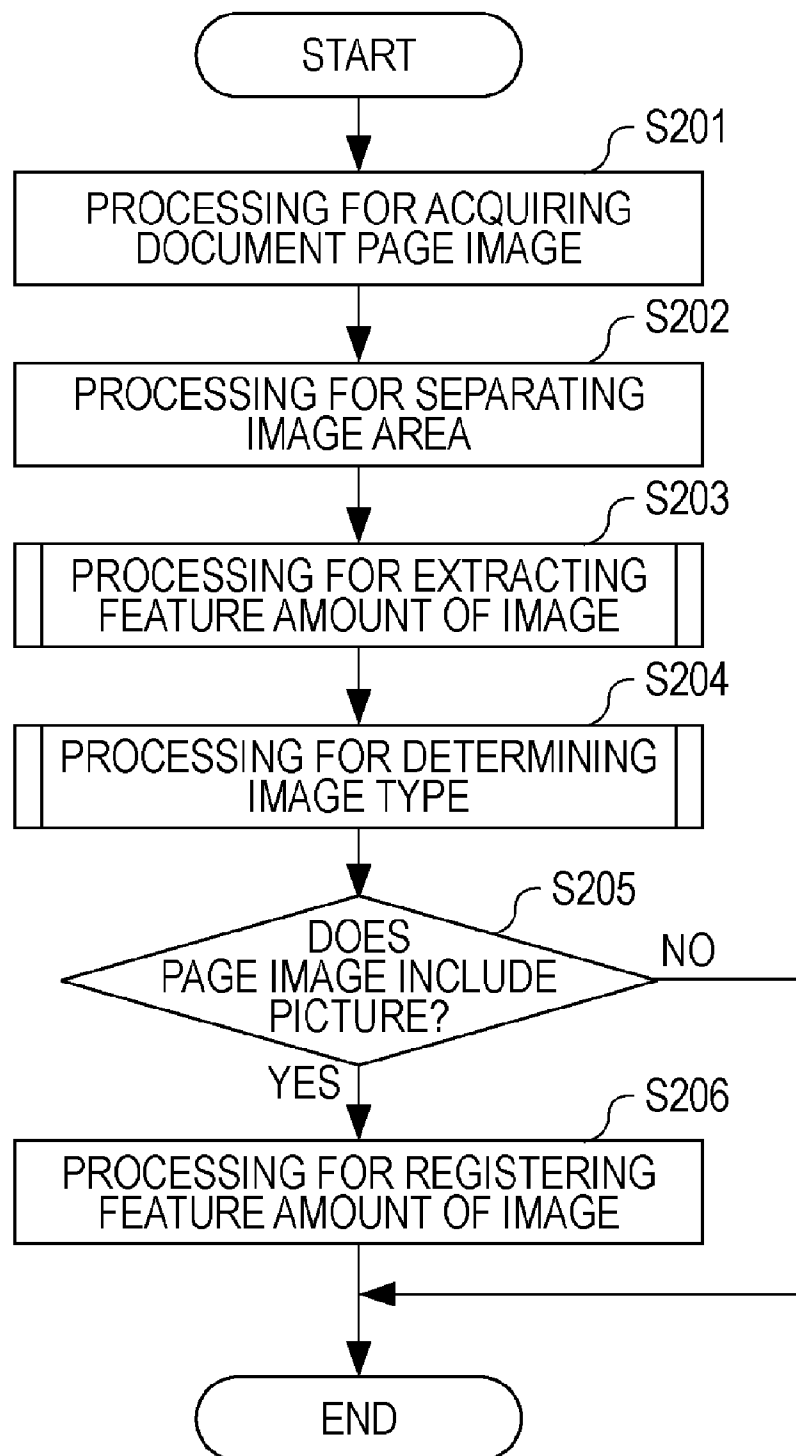 START
S201
PROCESSING FOR ACQUIRING
DOCUMENT PAGE IMAGE
S202
PROCESSING FOR SEPARATING
IMAGE AREA
S203
PROCESSING FOR EXTRACTING
FEATURE AMOUNT OF IMAGE
S204
PROCESSING FOR DETERMINING
IMAGE TYPE
S205
DOES
PAGE IMAGE INCLUDE
PICTURE?
NO
YES
S206
PROCESSING FOR REGISTERING
FEATURE AMOUNT OF IMAGE
END